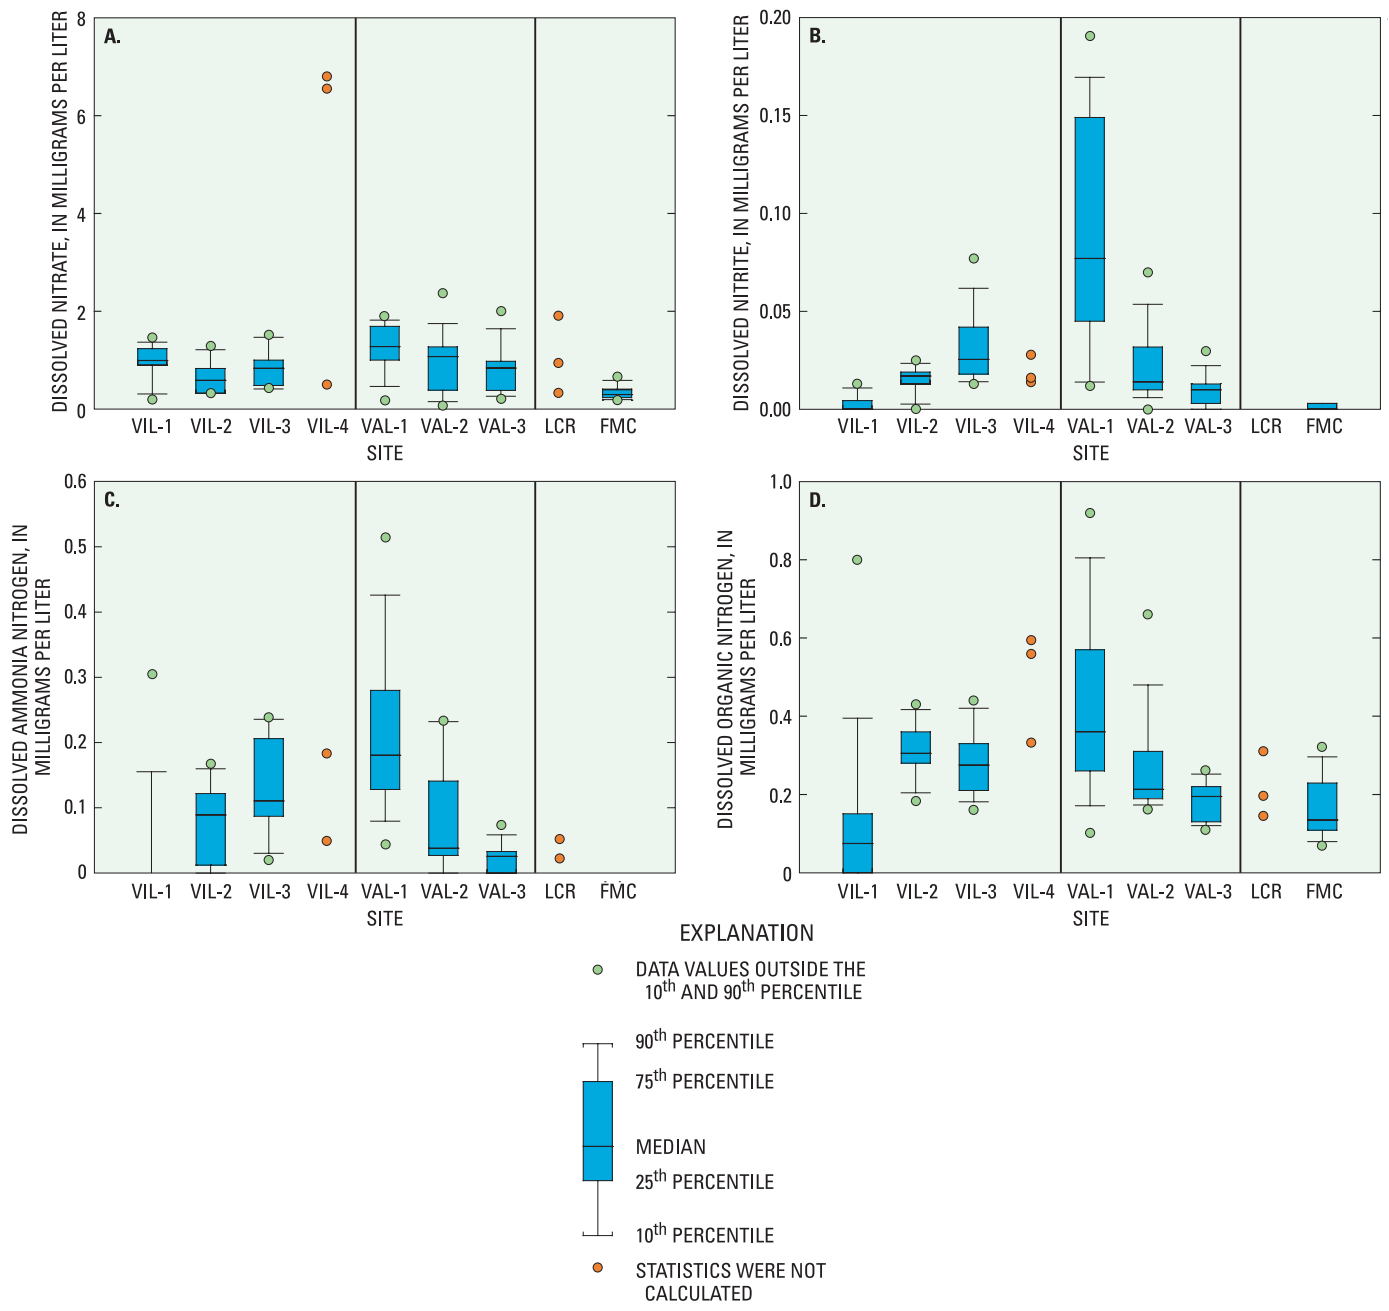 DISSOLVED NITRATE, IN MILLIGRAMS PER LITER
A.
8
6
4
2
0
VIL-1 VIL-2 VIL-3 VIL-4 VAL-1 VAL-2 VAL-3 LCR FMC
SITE
DISSOLVED NITRITE, IN MILLIGRAMS PER LITER
B.
0.20
0.15
0.10
0.05
0.00
VIL-1 VIL-2 VIL-3 VIL-4 VAL-1 VAL-2 VAL-3 LCR FMC
SITE
DISSOLVED AMMONIA NITROGEN, IN
MILLIGRAMS PER LITER
C.
0.6
0.5
0.4
0.3
0.2
0.1
0
VIL-1 VIL-2 VIL-3 VIL-4 VAL-1 VAL-2 VAL-3 LCR FMC
SITE
DISSOLVED ORGANIC NITROGEN, IN
MILLIGRAMS PER LITER
D.
1.0
0.8
0.6
0.4
0.2
0
VIL-1 VIL-2 VIL-3 VIL-4 VAL-1 VAL-2 VAL-3 LCR FMC
SITE
EXPLANATION
DATA VALUES OUTSIDE THE
10th AND 90th PERCENTILE
90th PERCENTILE
75th PERCENTILE
MEDIAN
25th PERCENTILE
10th PERCENTILE
STATISTICS WERE NOT
CALCULATED